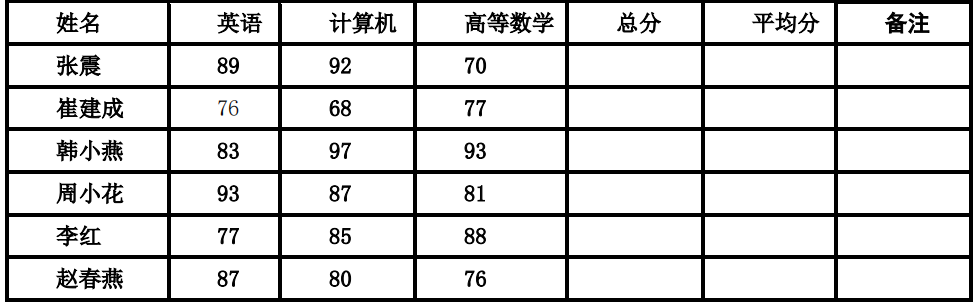 姓名 英语 计算机 高等数学 总分 平均分 备注
张震 89 92 70
崔建成 76 68 77
韩小燕 83 97 93
周小花 93 87 81
李红 77 85 88
赵春燕 87 80 76